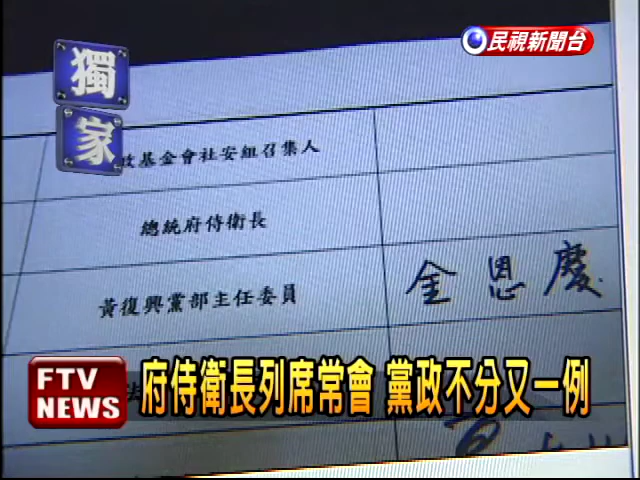 獨家
民視新聞台
基金會社安組召集人
總統府侍衛長
黃復興黨部主任委員
金恩慶
法
FTV NEWS
府侍衛長列席常會 黨政不分又一例